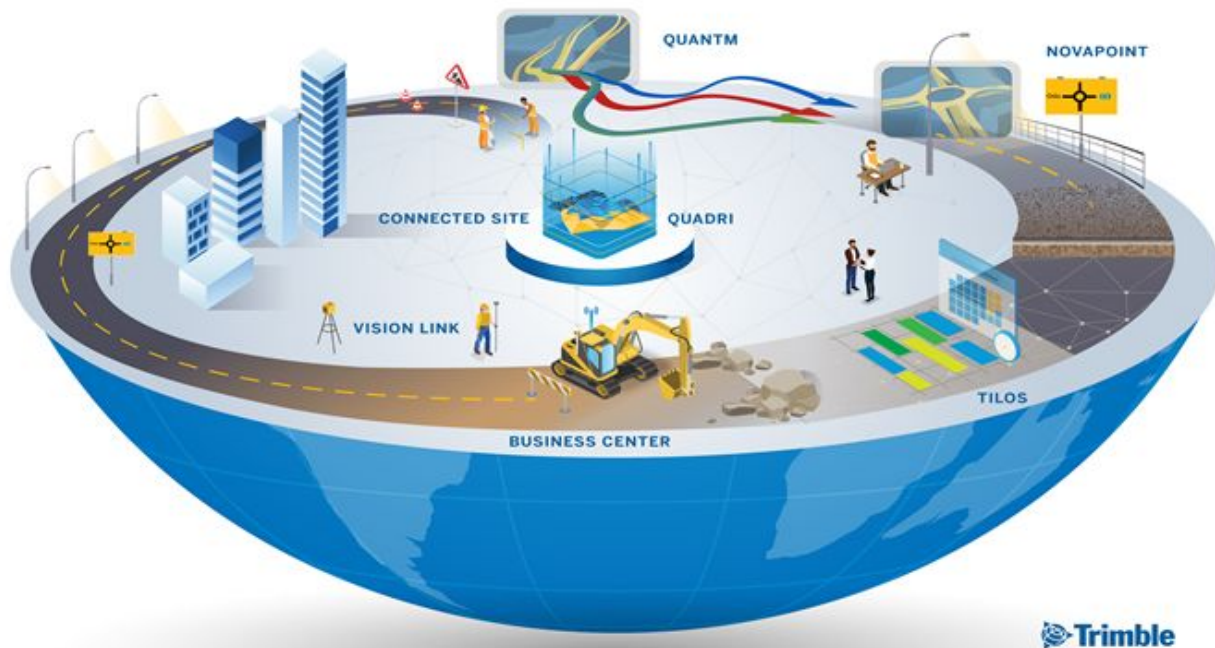 QUANTM
NOVAPOINT
CONNECTED SITE
QUADRI
VISION LINK
TILOS
BUSINESS CENTER
Trimble